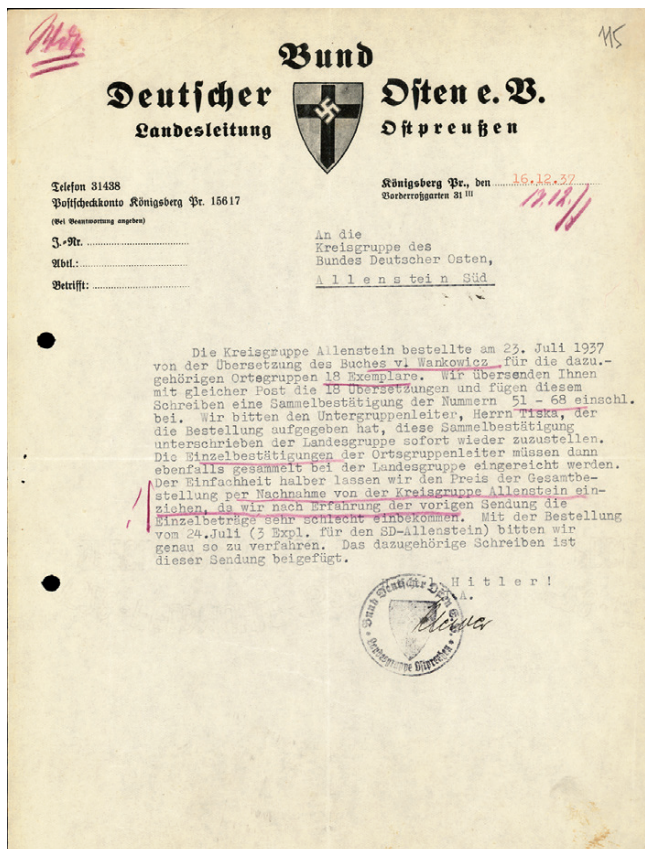 115
Bund
Deutscher Osten e. V.
Landesleitung Ostpreußen
Telefon 31438
Postscheckkonto Königsberg Pr. 15617
(Bei Beantwortung angeben)
J.-Nr.
Abtl.:
Betrifft:
Königsberg Pr., den 16.12.37
Vorderroßgarten 31 III
An die
Kreisgruppe des
Bundes Deutscher Osten,
Allenstein Süd
Die Kreisgruppe Allenstein bestellte am 23. Juli 1937
von der Übersetzung des Buches v. Wankowicz für die dazu.-
gehörigen Ortegruppen 18 Exemplare. Wir übersenden Ihnen
mit gleicher Post die 18 Übersetzungen und fügen diesem
Schreiben eine Sammelbestätigung der Nummern 51 - 68 einschl.
bei. Wir bitten den Untergruppenleiter, Herrn Tiska, der
die Bestellung aufgegeben hat, diese Sammelbestätigung
unterschrieben der Landesgruppe sofort wieder zuzustellen.
Die Einzelbestätigungen der Ortsgruppenleiter müssen dann
ebenfalls gesammelt bei der Landesgruppe eingereicht werden.
Der Einfachheit halber lassen wir den Preis der Gesamtbe-
stellung per Nachnahme von der Kreisgruppe Allenstein ein-
ziehen, da wir nach Erfahrung der vorigen Sendung die
Einzelbeträge sehr schlecht einbekommen. Mit der Bestellung
vom 24.Juli (3 Expl. für den SD-Allenstein) bitten wir
genau so zu verfahren. Das dazugehörige Schreiben ist
dieser Sendung beigefügt.
Hitler!
A.
Bund Deutscher Osten E.V.
Landesgruppe Ostpreußen